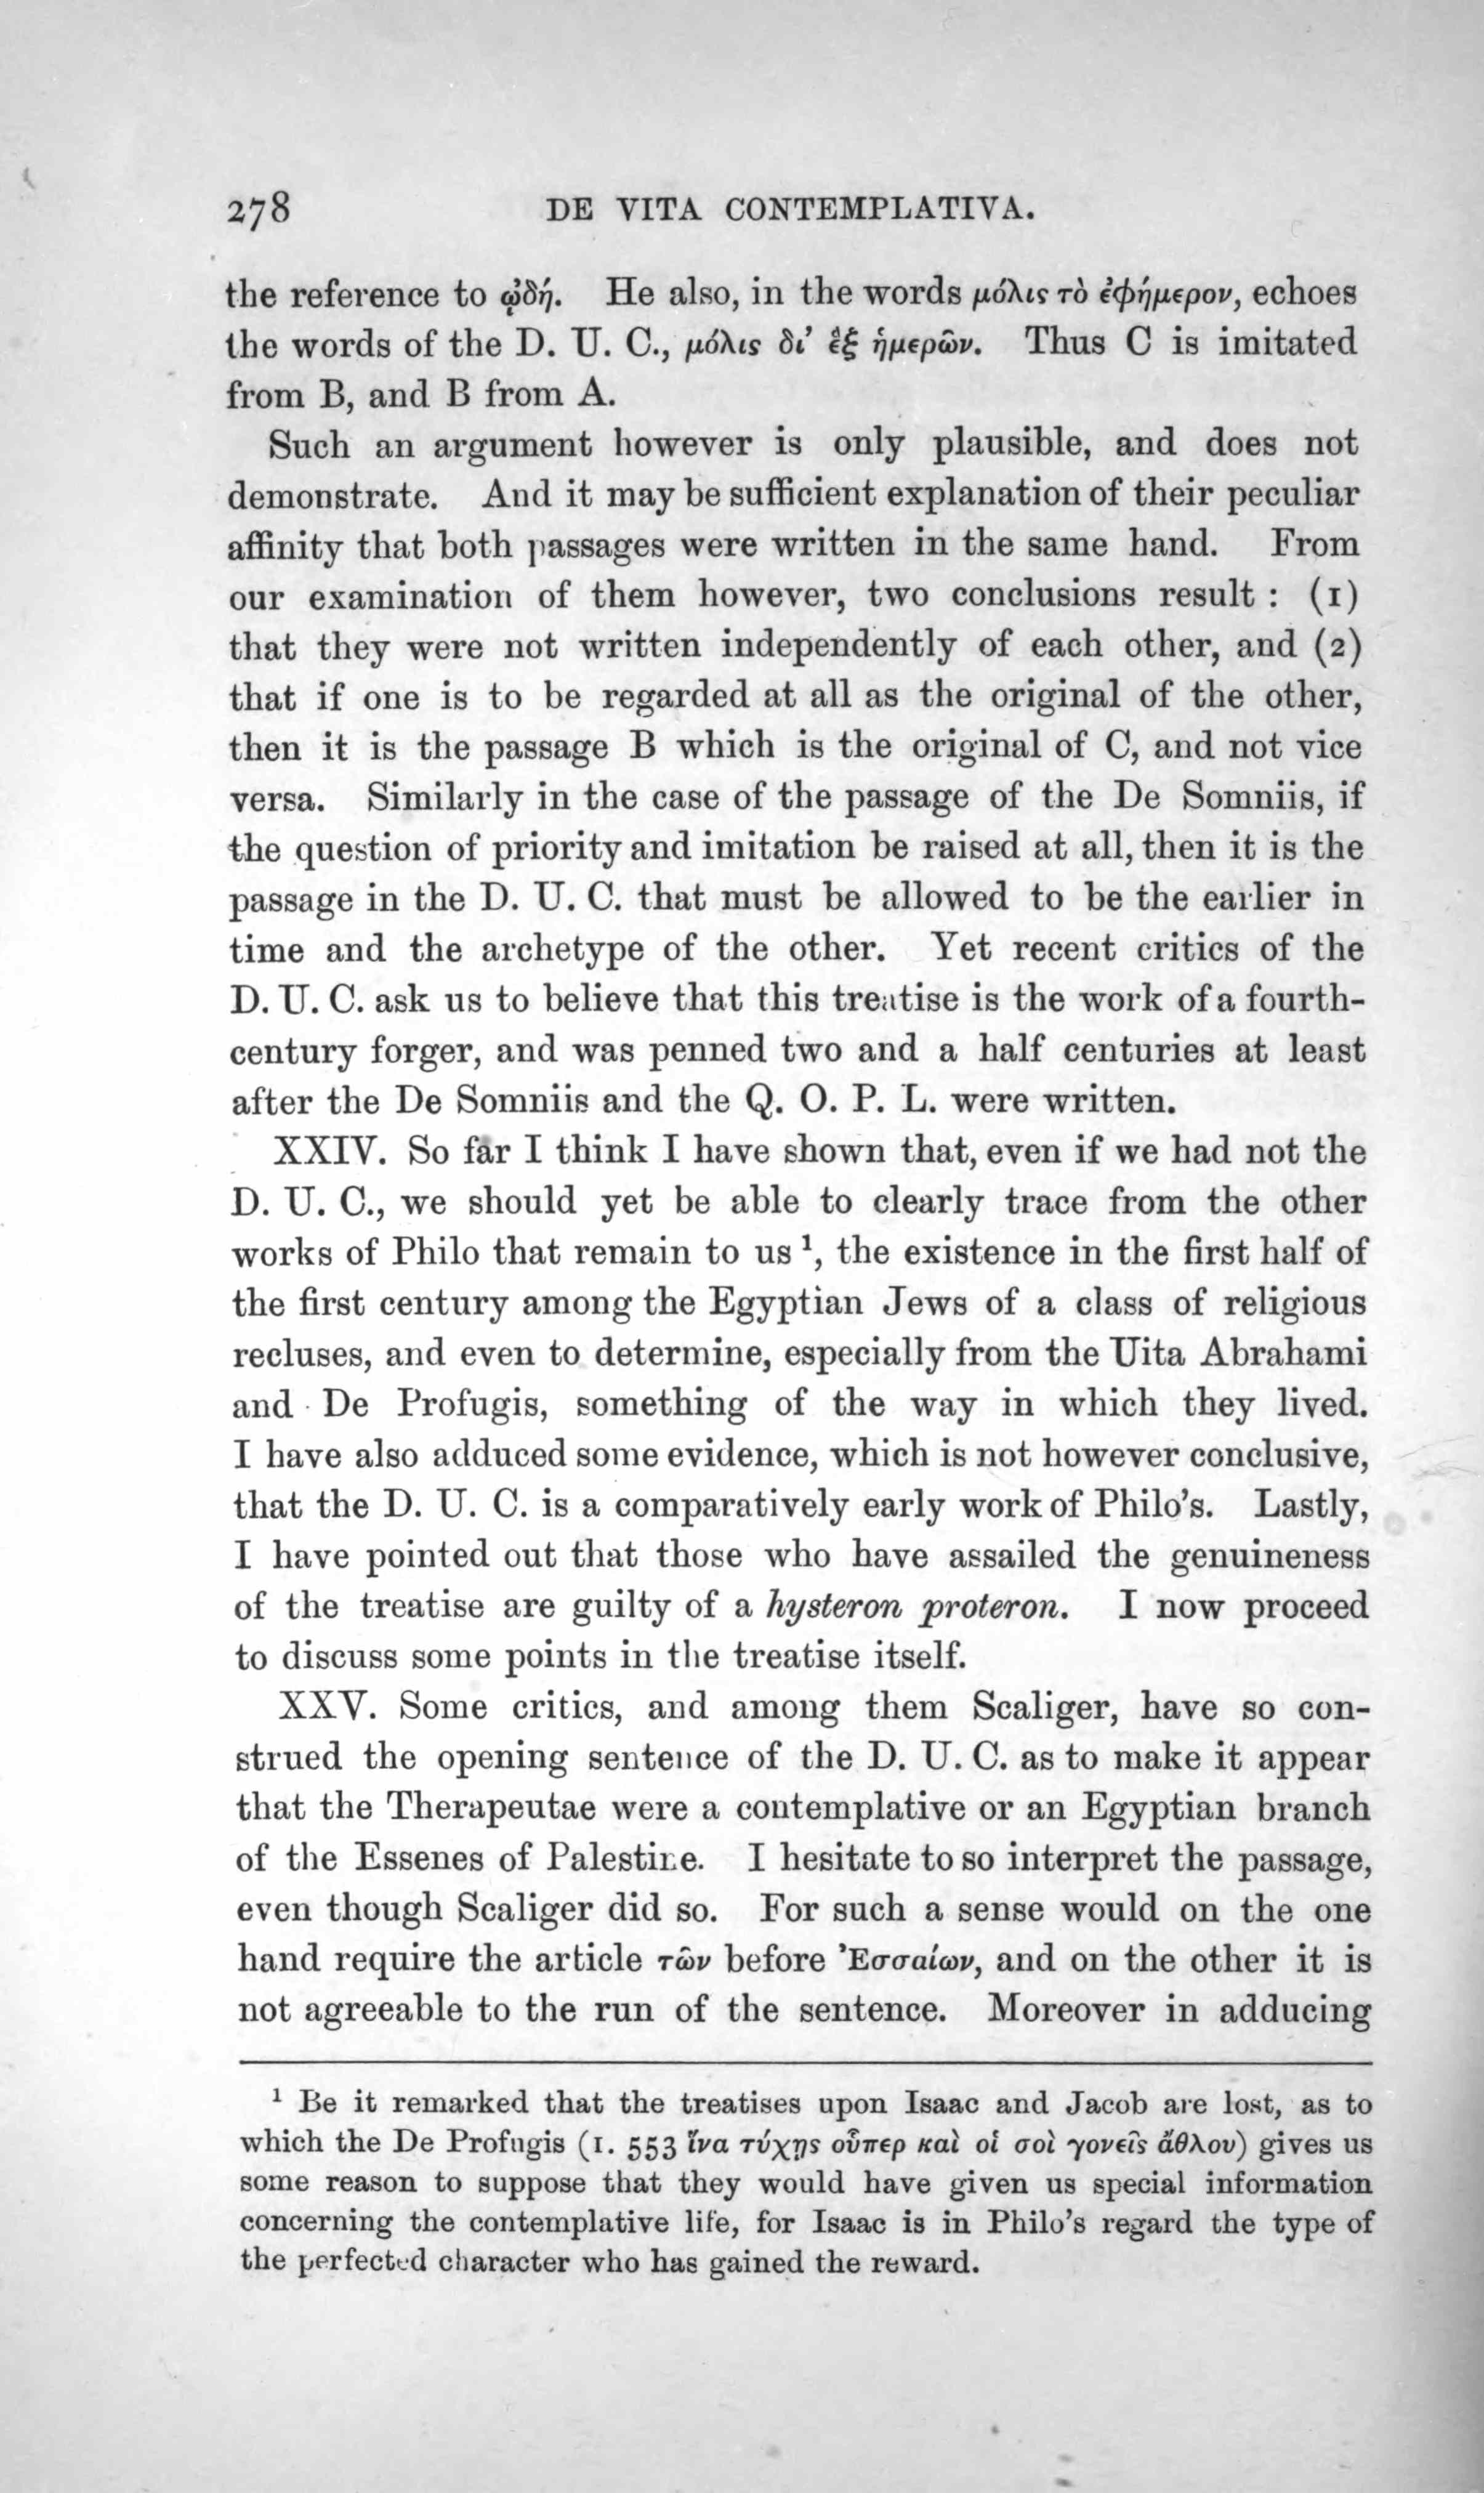 278 DE VITA CONTEMPLATIVA.
the reference to ᾠδή. He also, in the words μόλις τὸ ἐφήμερον, echoes
the words of the D. U. C., μόλις δι’ ἓξ ἡμερῶν. Thus C is imitated
from B, and B from A.
Such an argument however is only plausible, and does not
demonstrate. And it may be sufficient explanation of their peculiar
affinity that both passages were written in the same hand. From
our examination of them however, two conclusions result : (1)
that they were not written independently of each other, and (2)
that if one is to be regarded at all as the original of the other,
then it is the passage B which is the original of C, and not vice
versa. Similarly in the case of the passage of the De Somniis, if
the question of priority and imitation be raised at all, then it is the
passage in the D. U. C. that must be allowed to be the earlier in
time and the archetype of the other. Yet recent critics of the
D. U. C. ask us to believe that this treatise is the work of a fourth-
century forger, and was penned two and a half centuries at least
after the De Somniis and the Q. O. P. L. were written.
XXIV. So far I think I have shown that, even if we had not the
D. U. C., we should yet be able to clearly trace from the other
works of Philo that remain to us ¹, the existence in the first half of
the first century among the Egyptian Jews of a class of religious
recluses, and even to determine, especially from the Uita Abrahami
and De Profugis, something of the way in which they lived.
I have also adduced some evidence, which is not however conclusive,
that the D. U. C. is a comparatively early work of Philo’s. Lastly,
I have pointed out that those who have assailed the genuineness
of the treatise are guilty of a hysteron proteron. I now proceed
to discuss some points in the treatise itself.
XXV. Some critics, and among them Scaliger, have so con-
strued the opening sentence of the D. U. C. as to make it appear
that the Therapeutae were a contemplative or an Egyptian branch
of the Essenes of Palestine. I hesitate to so interpret the passage,
even though Scaliger did so. For such a sense would on the one
hand require the article τῶν before Ἐσσαίων, and on the other it is
not agreeable to the run of the sentence. Moreover in adducing
¹ Be it remarked that the treatises upon Isaac and Jacob are lost, as to
which the De Profugis (1. 553 ἵνα τύχῃς οὗπερ καὶ οἱ σοὶ γονεῖς ἄθλου) gives us
some reason to suppose that they would have given us special information
concerning the contemplative life, for Isaac is in Philo’s regard the type of
the perfected character who has gained the reward.